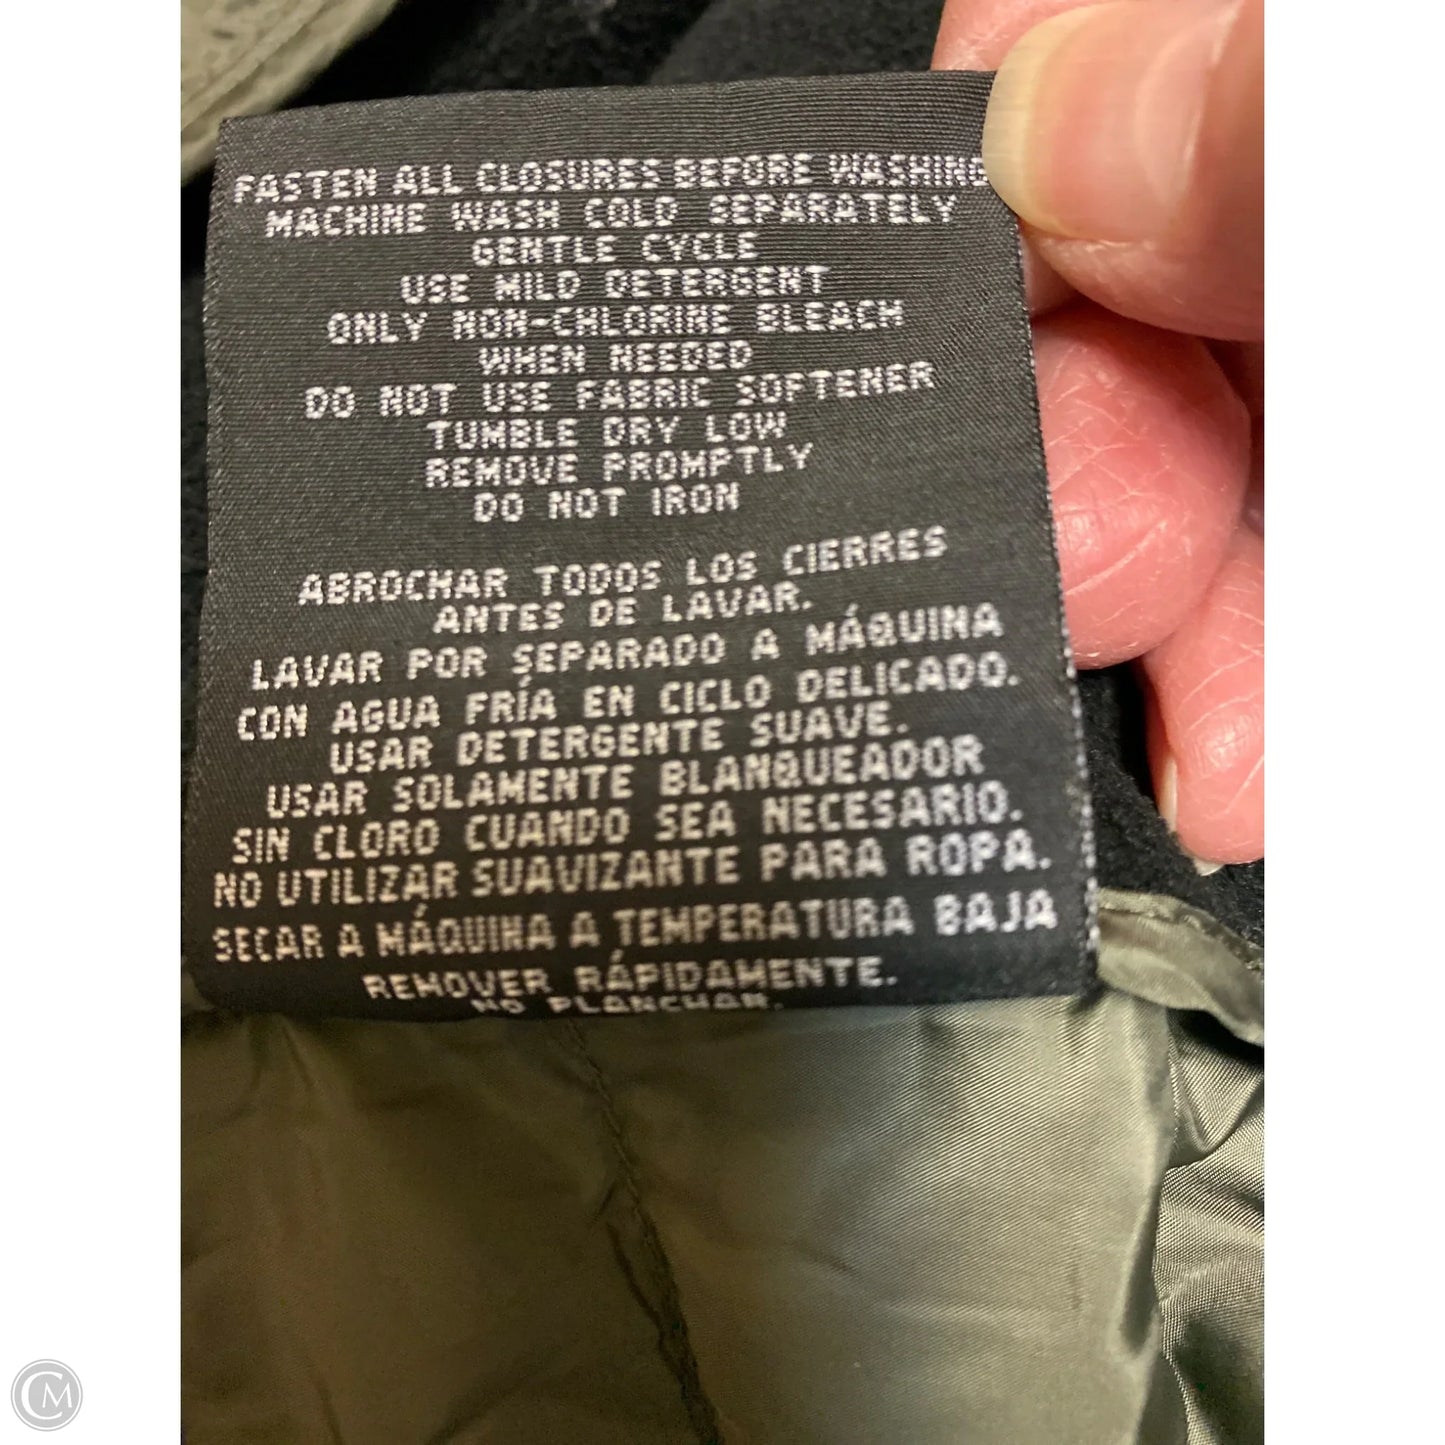 FASTEN ALL CLOSURES BEFORE WASHING
MACHINE WASH COLD SEPARATELY
GENTLE CYCLE
USE MILD DETERGENT
ONLY NON-CHLORINE BLEACH
WHEN NEEDED
DO NOT USE FABRIC SOFTENER
TUMBLE DRY LOW
REMOVE PROMPTLY
DO NOT IRON
ABROCHAR TODOS LOS CIERRES
ANTES DE LAVAR.
LAVAR POR SEPARADO A MÁQUINA
CON AGUA FRÍA EN CICLO DELICADO.
USAR DETERGENTE SUAVE.
USAR SOLAMENTE BLANQUEADOR
SIN CLORO CUANDO SEA NECESARIO.
NO UTILIZAR SUAVIZANTE PARA ROPA.
SECAR A MÁQUINA A TEMPERATURA BAJA
REMOVER RÁPIDAMENTE.
NO PLANCHAR.
CM